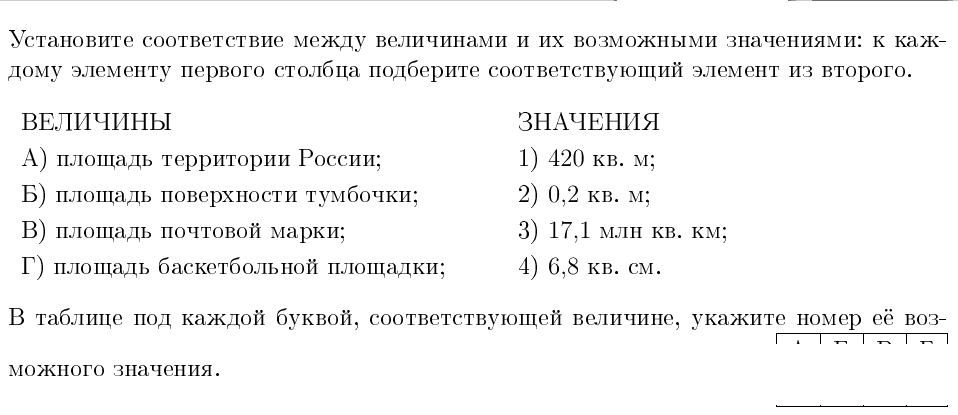 Установите соответствие между величинами и их возможными значениями: к каж-
дому элементу первого столбца подберите соответствующий элемент из второго.
ВЕЛИЧИНЫ
А) площадь территории России;
Б) площадь поверхности тумбочки;
В) площадь почтовой марки;
Г) площадь баскетбольной площадки;
ЗНАЧЕНИЯ
1) 420 кв. м;
2) 0,2 кв. м;
3) 17,1 млн кв. км;
4) 6,8 кв. см.
В таблице под каждой буквой, соответствующей величине, укажите номер её воз-
можного значения.